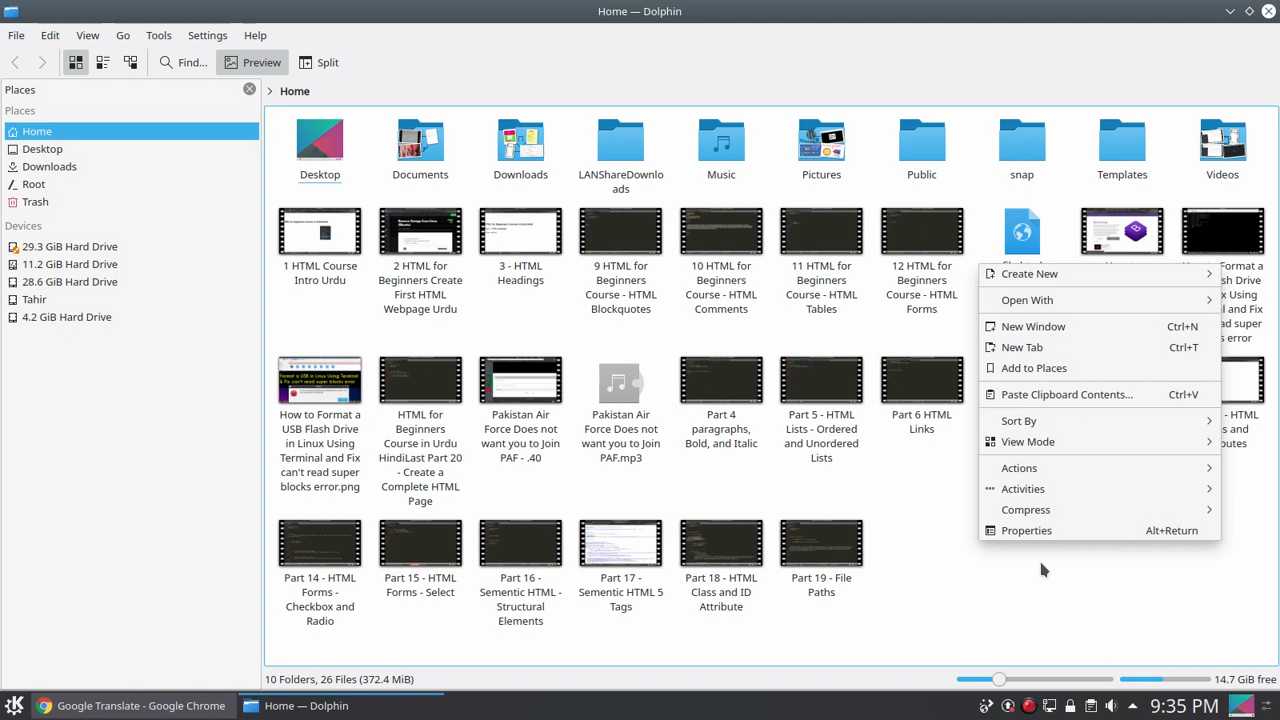 Home — Dolphin
File Edit View Go Tools Settings Help
Find... Preview Split
Places
Places
Home
Desktop
Downloads
Root
Trash
Devices
29.3 GiB Hard Drive
11.2 GiB Hard Drive
28.6 GiB Hard Drive
Tahir
4.2 GiB Hard Drive
Home
Desktop
Documents
Downloads
LANShareDownlo
ads
Music
Pictures
Public
snap
Templates
Videos
1 HTML Course
Intro Urdu
2 HTML for
Beginners Create
First HTML
Webpage Urdu
3 - HTML
Headings
9 HTML for
Beginners
Course - HTML
Blockquotes
10 HTML for
Beginners
Course - HTML
Comments
11 HTML for
Beginners
Course - HTML
Tables
12 HTML for
Beginners
Course - HTML
Forms
Using
and Fix
super
error
How to Format a
USB Flash Drive
in Linux Using
Terminal and Fix
can't read super
blocks error.png
HTML for
Beginners
Course in Urdu
HindiLast Part 20
- Create a
Complete HTML
Page
Pakistan Air
Force Does not
want you to Join
PAF - .40
Pakistan Air
Force Does not
want you to Join
PAF.mp3
Part 4
paragraphs,
Bold, and Italic
Part 5 - HTML
Lists - Ordered
and Unordered
Lists
Part 6 HTML
Links
- HTML
and
Part 14 - HTML
Forms -
Checkbox and
Radio
Part 15 - HTML
Forms - Select
Part 16 -
Sementic HTML -
Structural
Elements
Part 17 -
Sementic HTML 5
Tags
Part 18 - HTML
Class and ID
Attribute
Part 19 - File
Paths
Create New
Open With
New Window Ctrl+N
New Tab Ctrl+T
Add to Places
Paste Clipboard Contents... Ctrl+V
Sort By
View Mode
Actions
Activities
Compress
Properties Alt+Return
10 Folders, 26 Files (372.4 MiB)
14.7 GiB free
Google Translate - Google Chrome
Home — Dolphin
9:35 PM